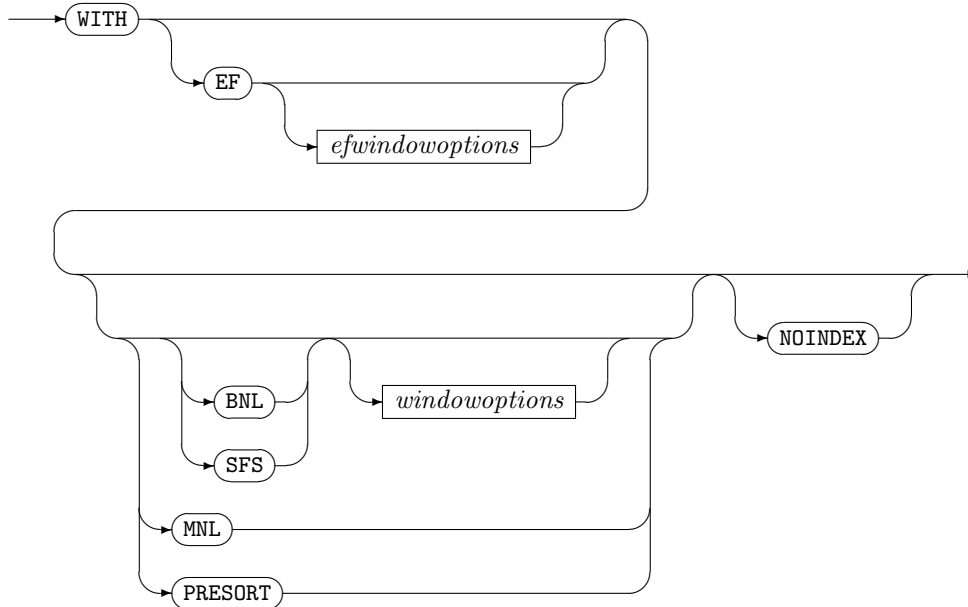 WITH
EF
efwindowoptions
NOINDEX
BNL
windowoptions
SFS
MNL
PRESORT